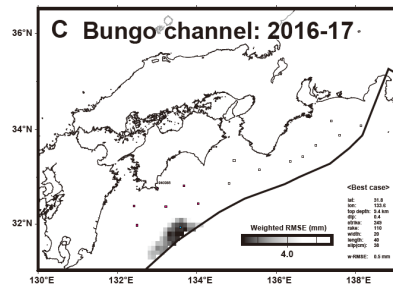 C Bungo channel: 2016-17
36°N
34°N
32°N
130°E
132°E
134°E
136°E
138°E
Weighted RMSE (mm)
4.0
<Best case>
lat: 31.8
lon: 133.6
top depth: 9.4 km
dip: 8.4
strike: 249
rake: 110
width: 20
length: 40
slip(cm): 38
w-RMSE: 0.5 mm